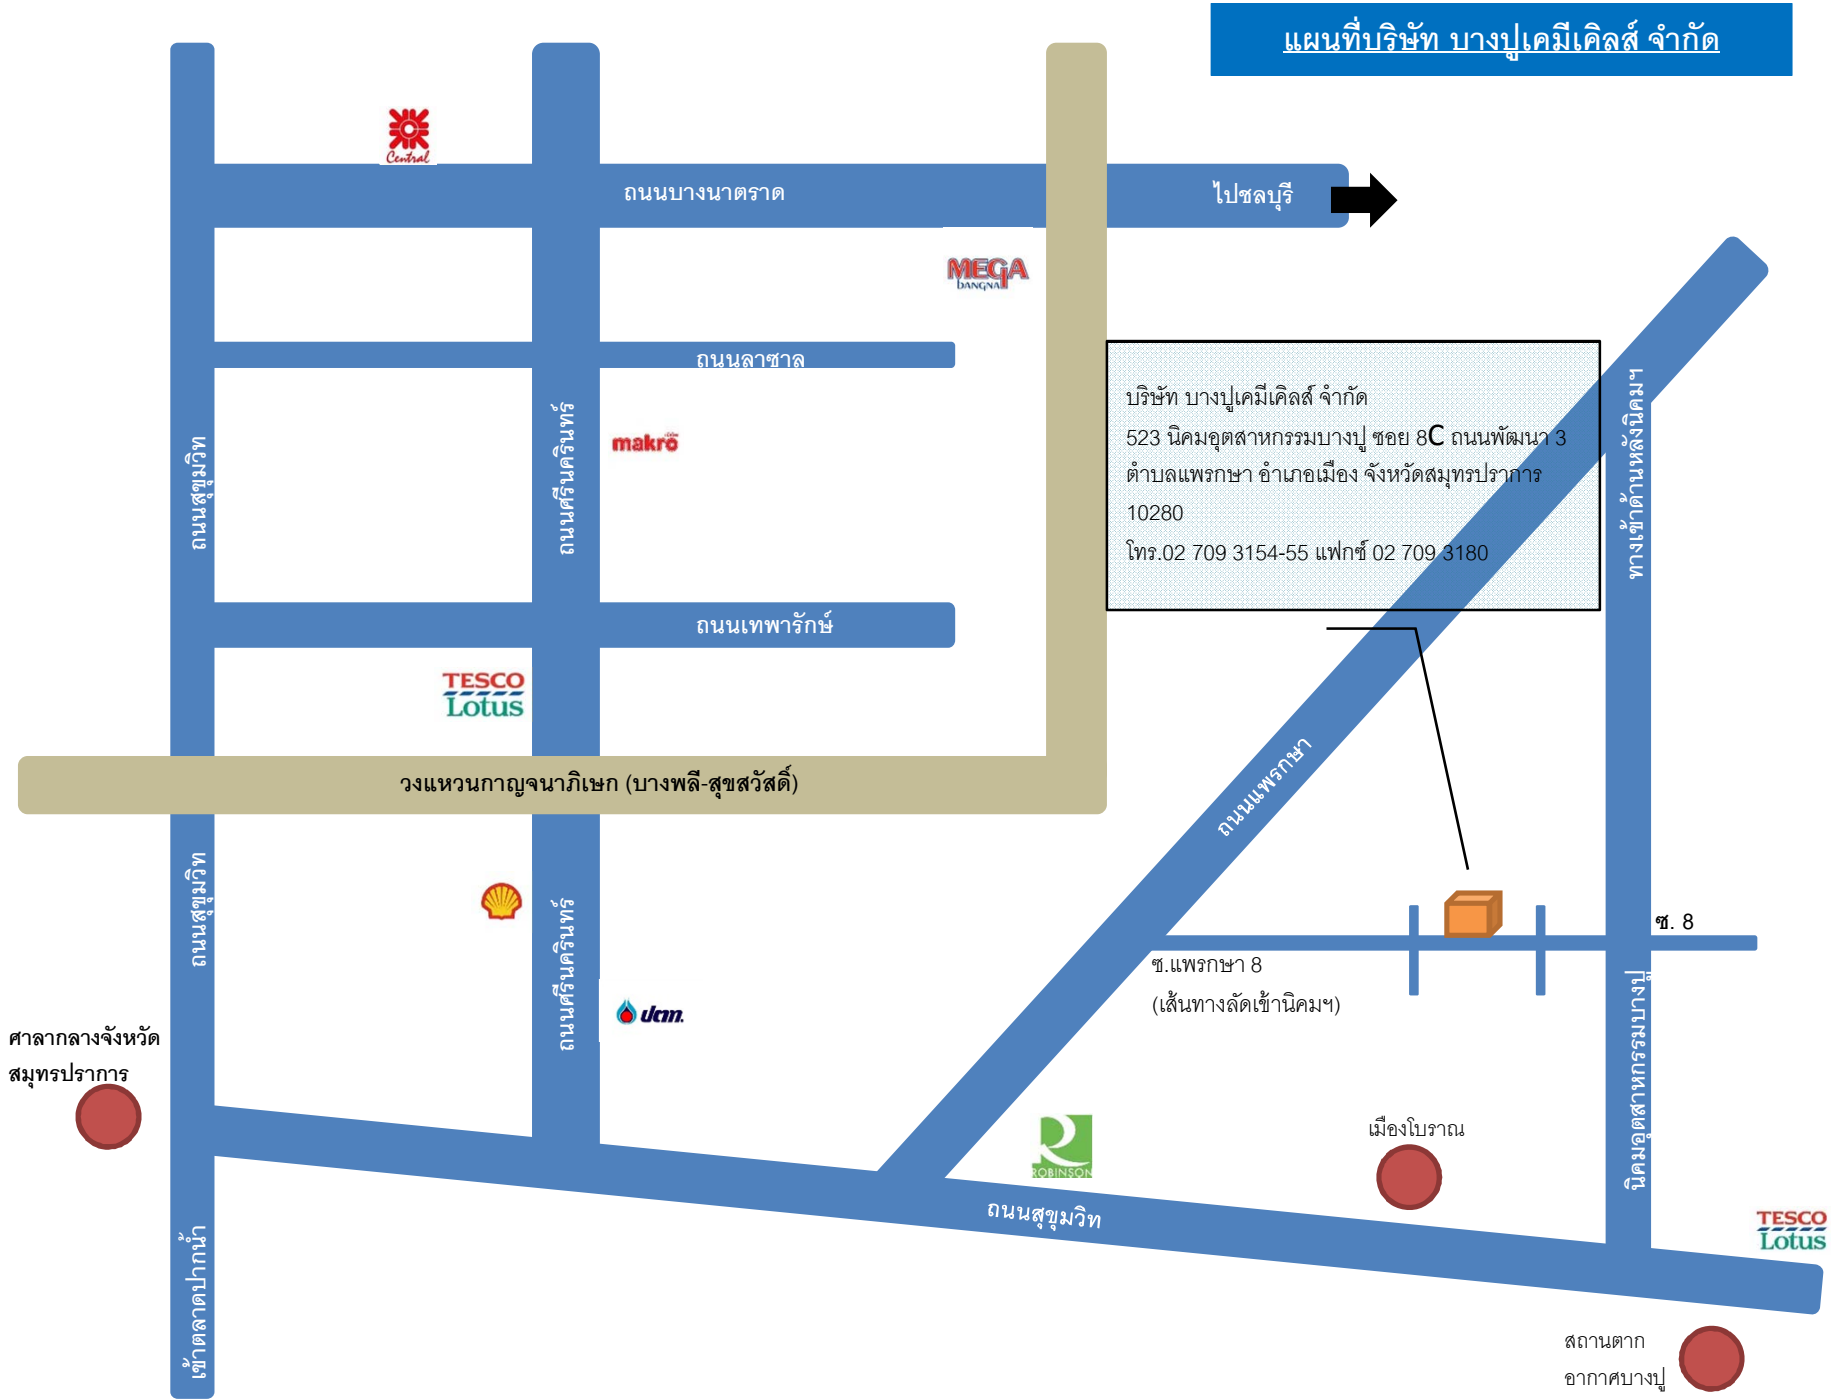 แผนที่บริษัท บางปูเคมีเคิลส์ จำกัด
Central
ถนนบางนาตราด
ไปชลบุรี
MEGA
BANGNA
ถนนลาซาล
ถนนสุขุมวิท
ถนนศรีนครินทร์
makro
บริษัท บางปูเคมีเคิลส์ จำกัด
523 นิคมอุตสาหกรรมบางปู ซอย 8C ถนนพัฒนา 3
ตำบลแพรกษา อำเภอเมือง จังหวัดสมุทรปราการ
10280
โทร.02 709 3154-55 แฟกซ์ 02 709 3180
ทางเข้าด้านหลังนิคมฯ
ถนนเทพารักษ์
TESCO
Lotus
วงแหวนกาญจนาภิเษก (บางพลี-สุขสวัสดิ์)
ถนนแพรกษา
ถนนสุขุมวิท
ถนนศรีนครินทร์
ซ. 8
ซ.แพรกษา 8
(เส้นทางลัดเข้านิคมฯ)
ปตท.
นิคมอุตสาหกรรมบางปู
ศาลากลางจังหวัด
สมุทรปราการ
ROBINSON
เมืองโบราณ
ถนนสุขุมวิท
TESCO
Lotus
เข้าตลาดปากน้ำ
สถานตาก
อากาศบางปู